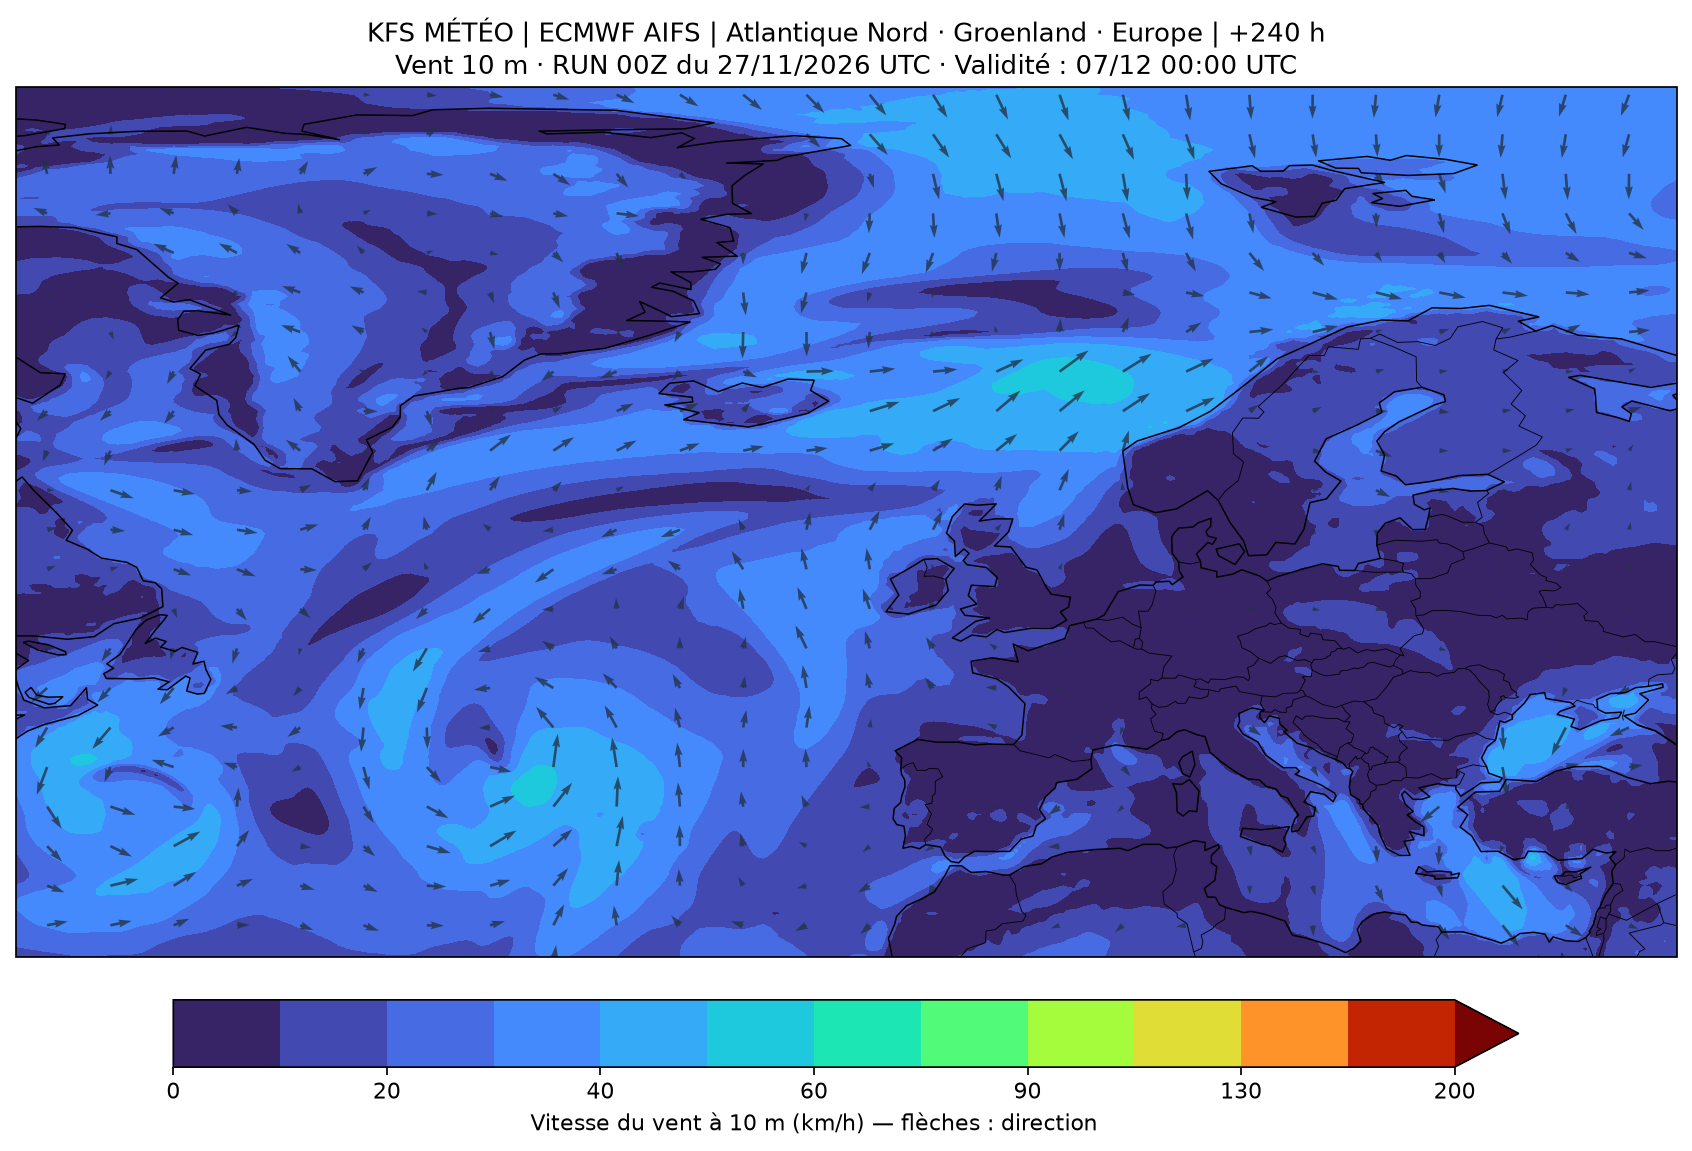 KFS MÉTÉO | ECMWF AIFS | Atlantique Nord · Groenland · Europe | +240 h
Vent 10 m · RUN 00Z du 27/11/2026 UTC · Validité : 07/12 00:00 UTC
0 20 40 60 90 130 200
Vitesse du vent à 10 m (km/h) — flèches : direction